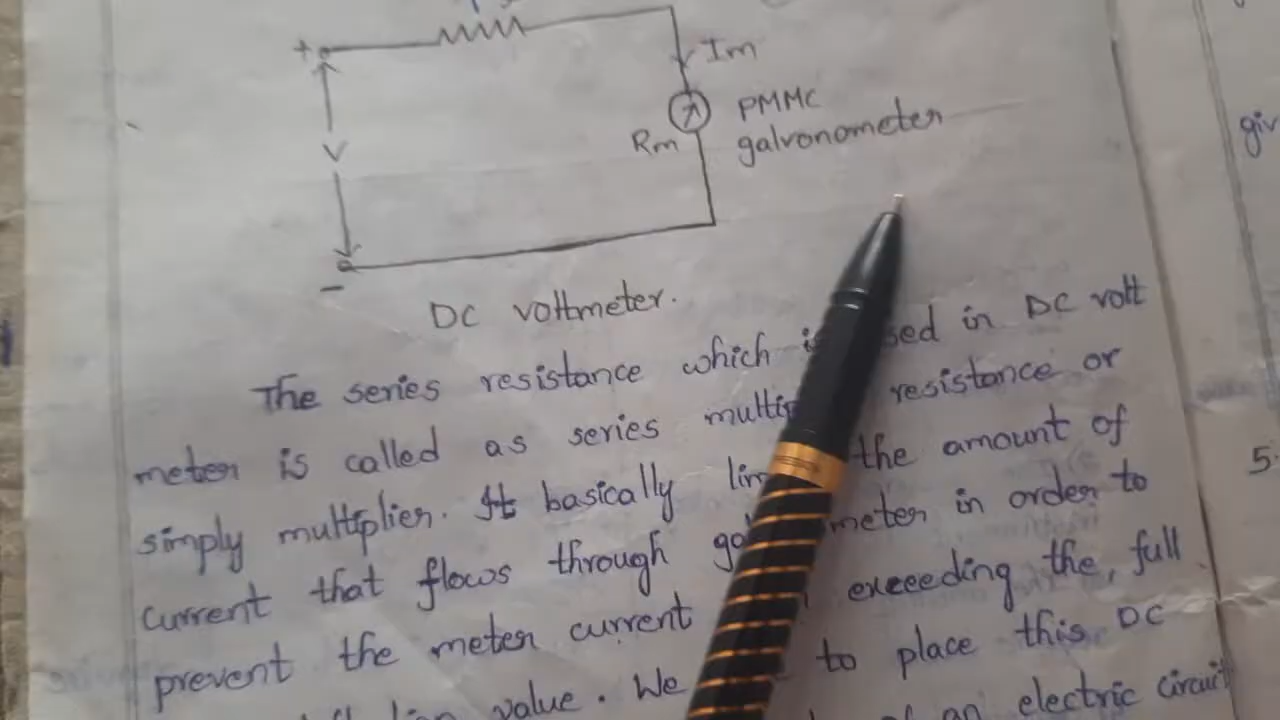 +
Im
PMMC
Rm galvonometer
V
-
DC voltmeter.
giv
The series resistance which in DC volt
meter is called as series resistance or
5.
simply multiplier. It basically the amount of
current that flows through meter in order to
prevent the meter current exceeding the, full
value. We to place this DC
an electric circuit